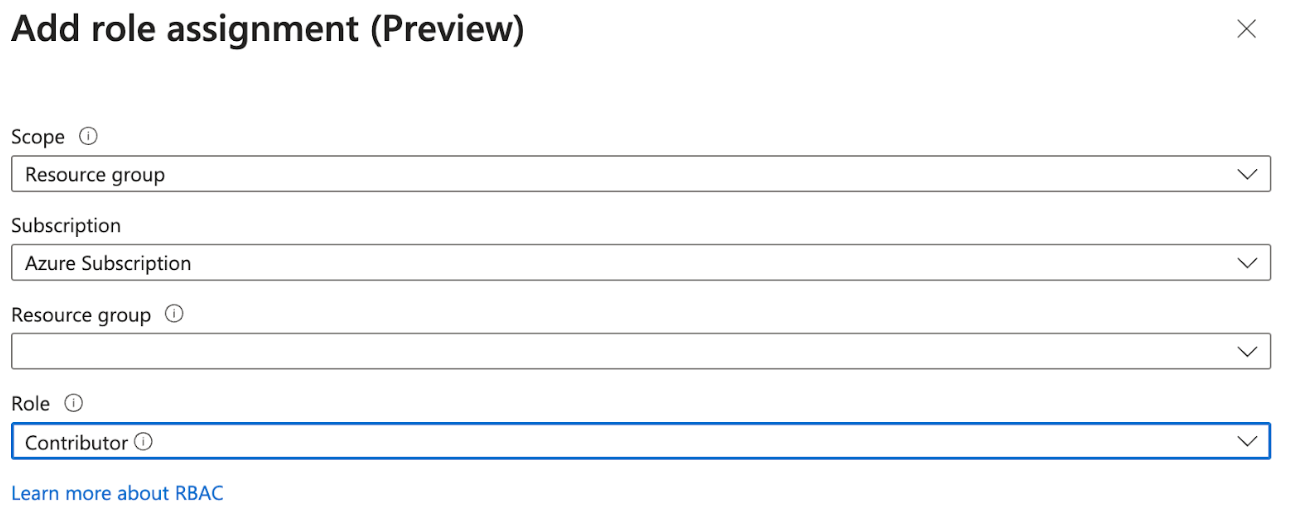 Add role assignment (Preview)
Scope
Resource group
Subscription
Azure Subscription
Resource group
Role
Contributor
Learn more about RBAC